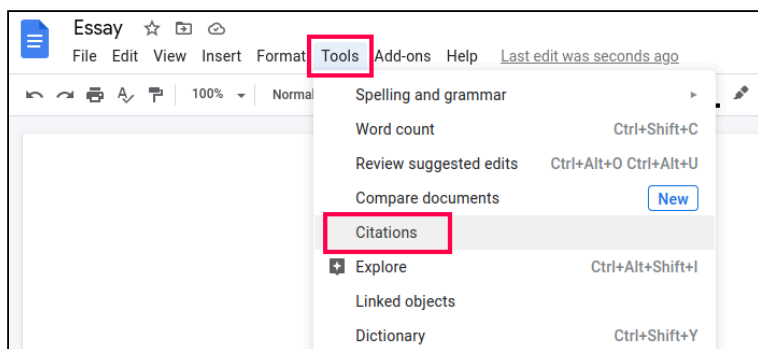 Essay
File Edit View Insert Format Tools Add-ons Help Last edit was seconds ago
100% Normal
Spelling and grammar
Word count Ctrl+Shift+C
Review suggested edits Ctrl+Alt+O Ctrl+Alt+U
Compare documents New
Citations
Explore Ctrl+Alt+Shift+I
Linked objects
Dictionary Ctrl+Shift+Y